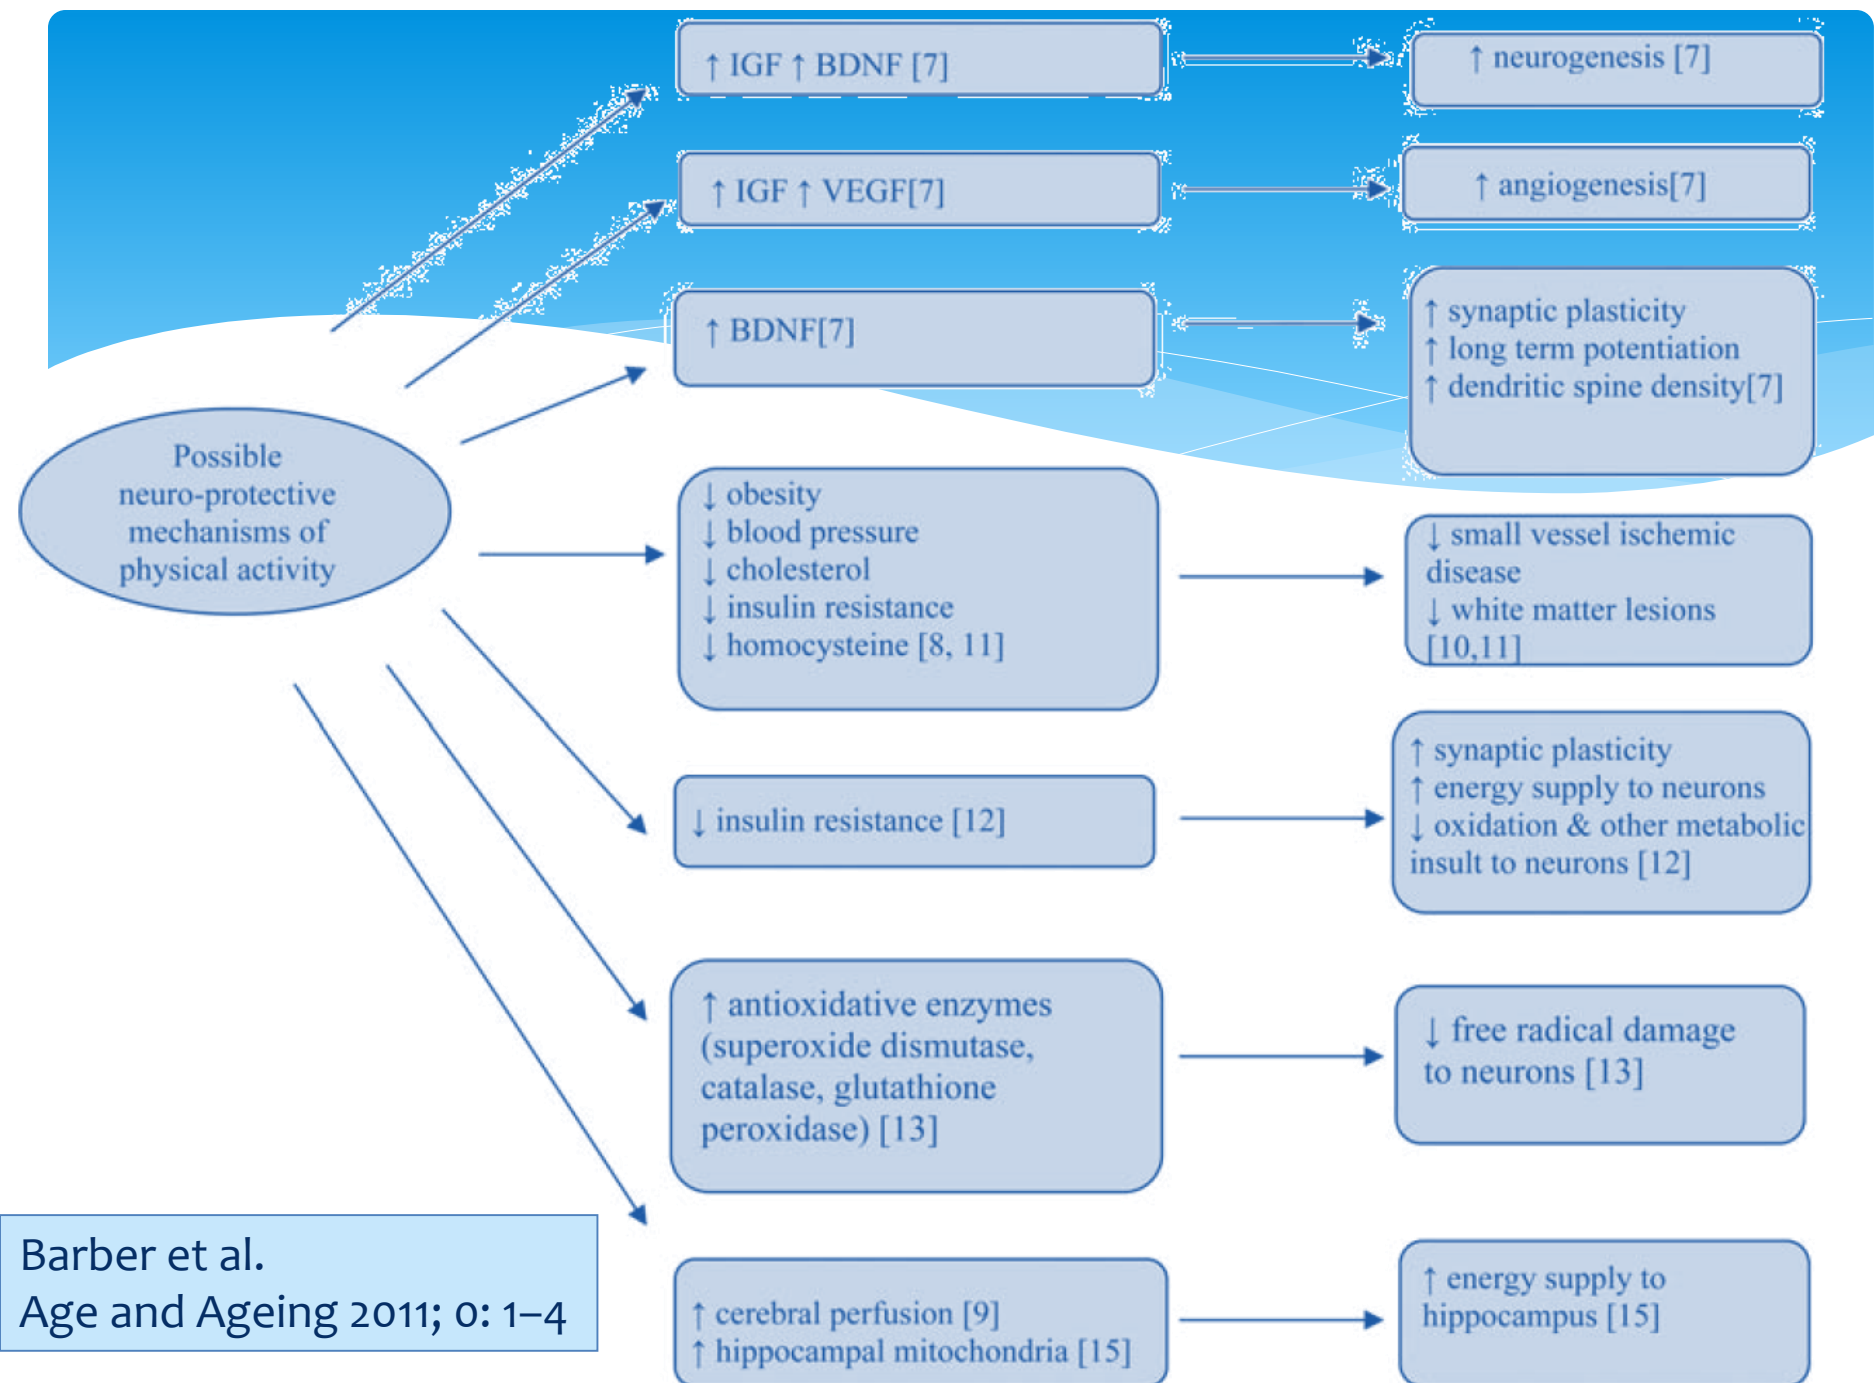 ↑ IGF ↑ BDNF [7]
↑ neurogenesis [7]
↑ IGF ↑ VEGF[7]
↑ angiogenesis[7]
↑ BDNF[7]
↑ synaptic plasticity
↑ long term potentiation
↑ dendritic spine density[7]
Possible
neuro-protective
mechanisms of
physical activity
↓ obesity
↓ blood pressure
↓ cholesterol
↓ insulin resistance
↓ homocysteine [8, 11]
↓ small vessel ischemic
disease
↓ white matter lesions
[10,11]
↓ insulin resistance [12]
↑ synaptic plasticity
↑ energy supply to neurons
↓ oxidation & other metabolic
insult to neurons [12]
↑ antioxidative enzymes
(superoxide dismutase,
catalase, glutathione
peroxidase) [13]
↓ free radical damage
to neurons [13]
↑ cerebral perfusion [9]
↑ hippocampal mitochondria [15]
↑ energy supply to
hippocampus [15]
Barber et al.
Age and Ageing 2011; 0: 1–4